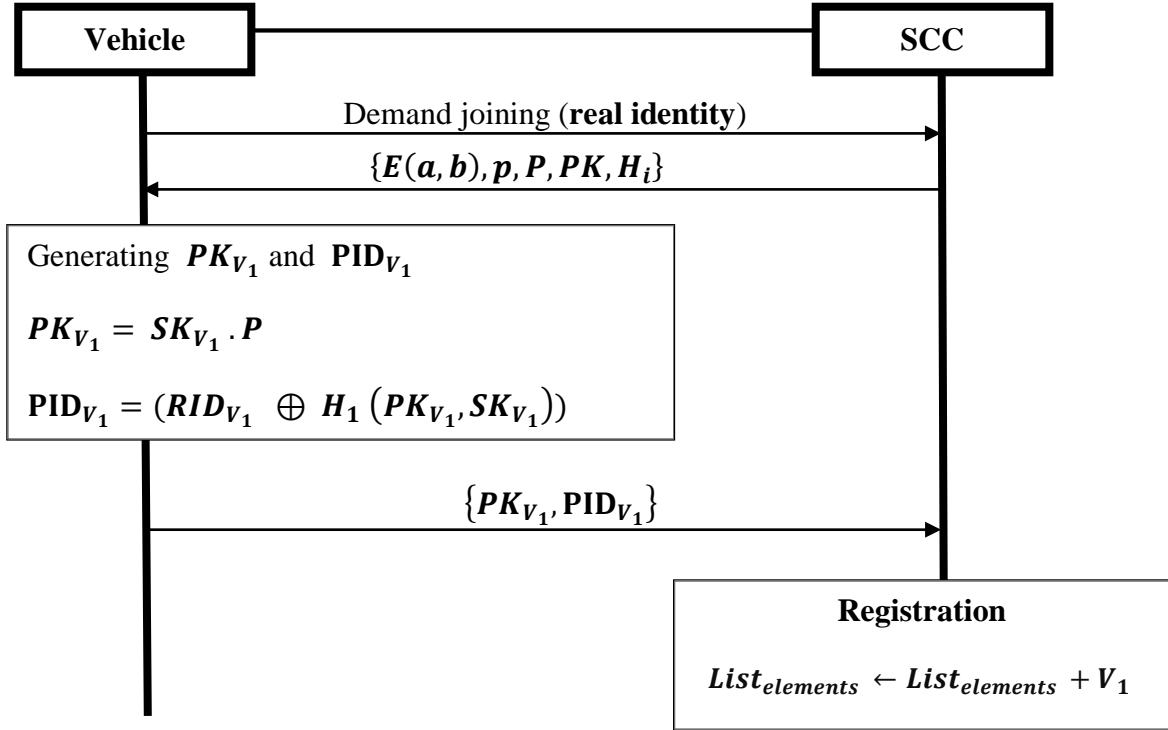 Vehicle
SCC
Demand joining (real identity)
{E(a, b), p, P, PK, H_i}
Generating PK_{V_1} and PID_{V_1}
PK_{V_1} = SK_{V_1} . P
PID_{V_1} = (RID_{V_1} ⊕ H_1 (PK_{V_1}, SK_{V_1}))
{PK_{V_1}, PID_{V_1}}
Registration
List_{elements} ← List_{elements} + V_1